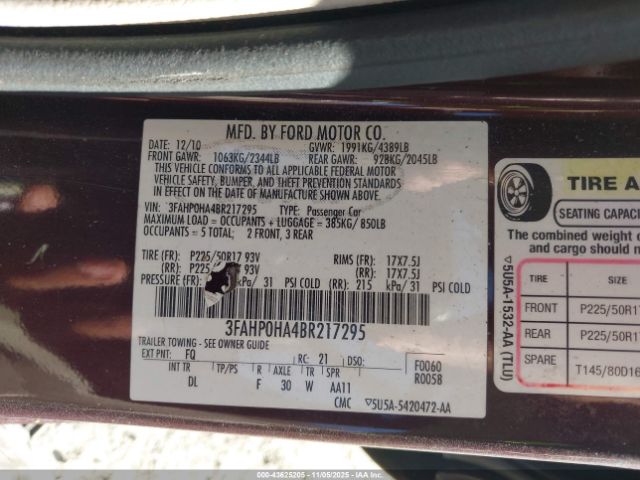 MFD. BY FORD MOTOR CO.
12/10
GVWR: 1991KG/4389LB
FRONT GAWR: 1063KG/2344LB
REAR GAWR: 928KG/2045LB
THIS VEHICLE CONFORMS TO ALL APPLICABLE FEDERAL MOTOR
VEHICLE SAFETY, BUMPER, AND THEFT PREVENTION STANDARDS
IN EFFECT ON THE DATE OF MANUFACTURE SHOWN ABOVE.
VIN: 3FAHP0HA4BR217295 TYPE: Passenger Car
MAXIMUM LOAD = OCCUPANTS + LUGGAGE = 385KG/ 850LB
OCCUPANTS = 5 TOTAL; 2 FRONT, 3 REAR
TIRE (FR): P225/50R17 93V RIMS (FR): 17X7.5J
(RR): P225 93V (RR): 17X7.5J
PRESSURE (FR): kPa/ 31 PSI COLD (RR): 215 kPa/ 31 PSI COLD
3FAHP0HA4BR217295
TRAILER TOWING - SEE OWNER GUIDE
EXT PNT: FQ RC: 21 DSO: F0060
R0058
INT TR TP/PS R AXLE TR SPR
DL F 30 W AA11
CMC ▽5U5A-5420472-AA
▽5U5A-1532-AA (TLU)
TIRE A
SEATING CAPAC
The combined weight o
and cargo should n
TIRE SIZE
FRONT P225/50R17
REAR P225/50R17
SPARE T145/80D16
000-43625205 - 11/05/2025 - IAA, Inc.